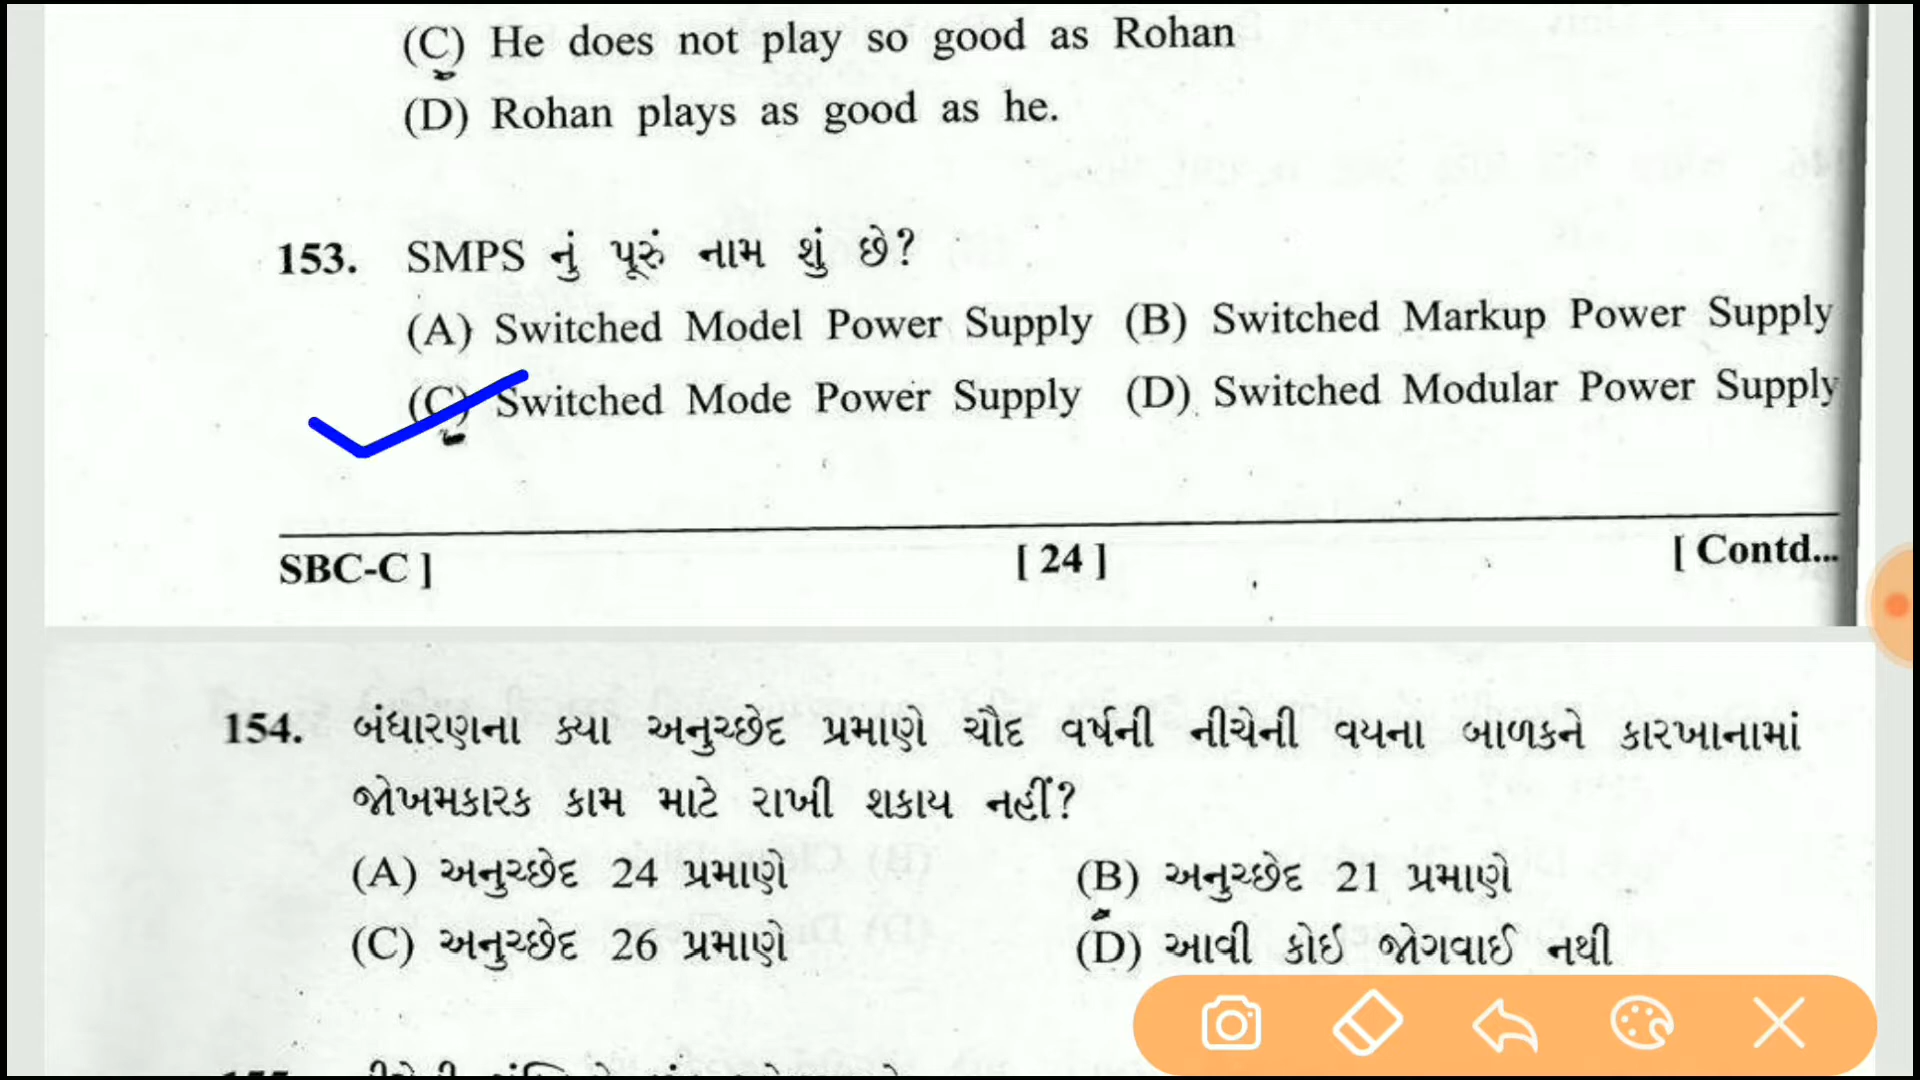 (C) He does not play so good as Rohan
(D) Rohan plays as good as he.
153. SMPS નું પૂરું નામ શું છે?
(A) Switched Model Power Supply (B) Switched Markup Power Supply
(C) Switched Mode Power Supply (D) Switched Modular Power Supply
SBC-C ] [ 24 ] [ Contd...
154. બંધારણના ક્યા અનુચ્છેદ પ્રમાણે ચૌદ વર્ષની નીચેની વયના બાળકને કારખાનામાં
જોખમકારક કામ માટે રાખી શકાય નહીં?
(A) અનુચ્છેદ 24 પ્રમાણે (B) અનુચ્છેદ 21 પ્રમાણે
(C) અનુચ્છેદ 26 પ્રમાણે (D) આવી કોઈ જોગવાઈ નથી